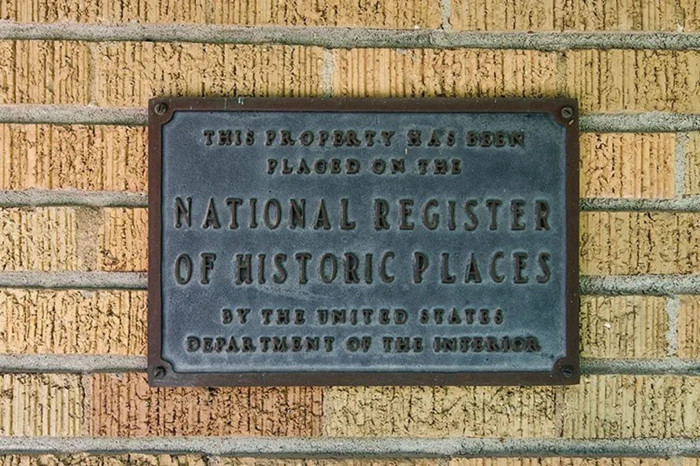 THIS PROPERTY HAS BEEN
PLACED ON THE
NATIONAL REGISTER
OF HISTORIC PLACES
BY THE UNITED STATES
DEPARTMENT OF THE INTERIOR